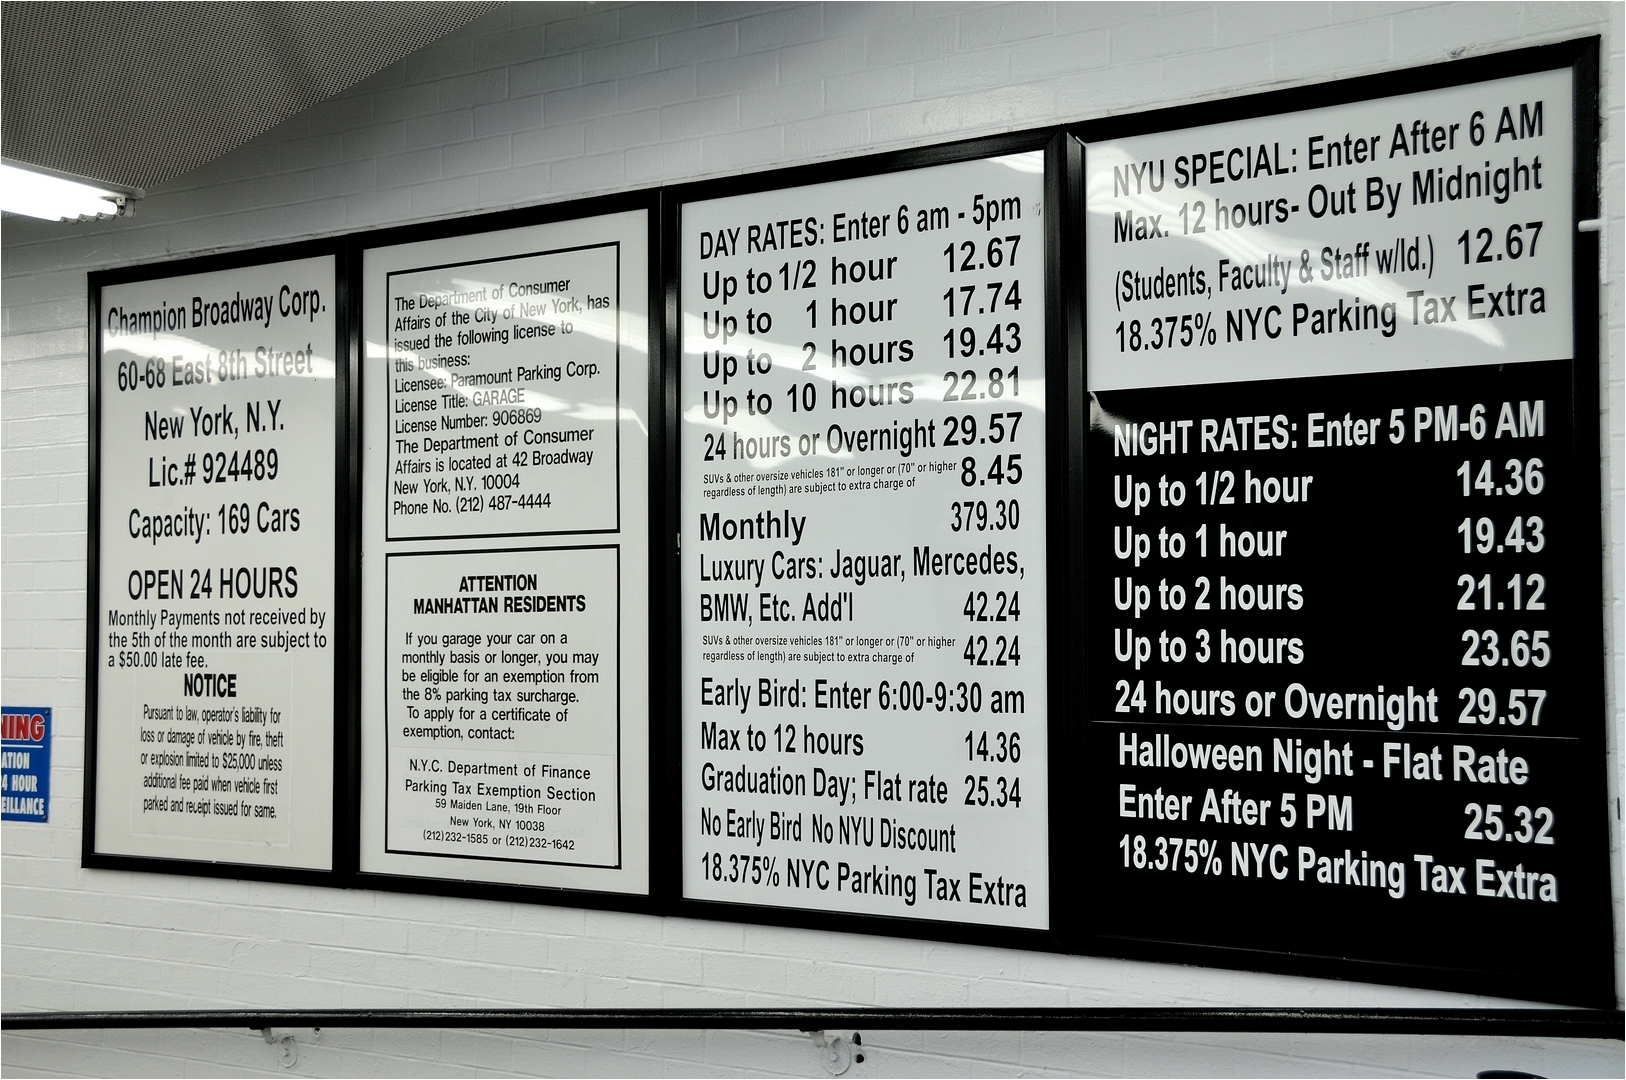 Champion Broadway Corp.
60-68 East 8th Street
New York, N.Y.
Lic.# 924489
Capacity: 169 Cars
OPEN 24 HOURS
Monthly Payments not received by
the 5th of the month are subject to
a $50.00 late fee.
NOTICE
Pursuant to law, operator's liability for
loss or damage of vehicle by fire, theft
or explosion limited to $25,000 unless
additional fee paid when vehicle first
parked and receipt issued for same.
The Department of Consumer
Affairs of the City of New York, has
issued the following license to
this business:
Licensee: Paramount Parking Corp.
License Title: GARAGE
License Number: 906869
The Department of Consumer
Affairs is located at 42 Broadway
New York, N.Y. 10004
Phone No. (212) 487-4444
ATTENTION
MANHATTAN RESIDENTS
If you garage your car on a
monthly basis or longer, you may
be eligible for an exemption from
the 8% parking tax surcharge.
To apply for a certificate of
exemption, contact:
N.Y.C. Department of Finance
Parking Tax Exemption Section
59 Maiden Lane, 19th Floor
New York, NY 10038
(212)232-1585 or (212)232-1642
DAY RATES: Enter 6 am - 5pm
Up to 1/2 hour 12.67
Up to 1 hour 17.74
Up to 2 hours 19.43
Up to 10 hours 22.81
24 hours or Overnight 29.57
SUVs & other oversize vehicles 181" or longer or (70" or higher
regardless of length) are subject to extra charge of 8.45
Monthly 379.30
Luxury Cars: Jaguar, Mercedes,
BMW, Etc. Add'l 42.24
SUVs & other oversize vehicles 181" or longer or (70" or higher
regardless of length) are subject to extra charge of 42.24
Early Bird: Enter 6:00-9:30 am
Max to 12 hours 14.36
Graduation Day; Flat rate 25.34
No Early Bird No NYU Discount
18.375% NYC Parking Tax Extra
NYU SPECIAL: Enter After 6 AM
Max. 12 hours- Out By Midnight
(Students, Faculty & Staff w/Id.) 12.67
18.375% NYC Parking Tax Extra
NIGHT RATES: Enter 5 PM-6 AM
Up to 1/2 hour 14.36
Up to 1 hour 19.43
Up to 2 hours 21.12
Up to 3 hours 23.65
24 hours or Overnight 29.57
Halloween Night - Flat Rate
Enter After 5 PM 25.32
18.375% NYC Parking Tax Extra
NING
ATION
4 HOUR
EILLANCE